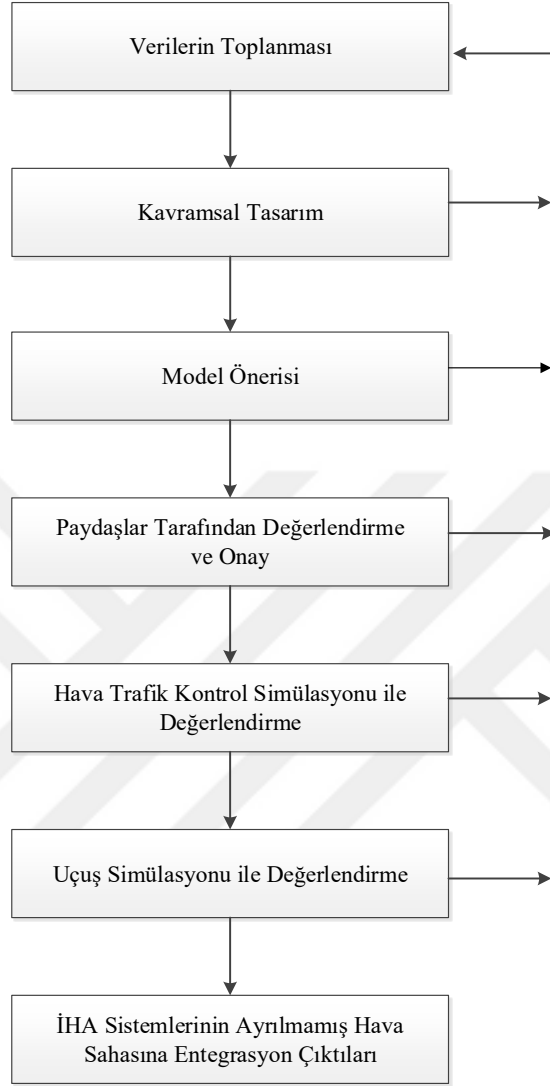 Verilerin Toplanması
Kavramsal Tasarım
Model Önerisi
Paydaşlar Tarafından Değerlendirme
ve Onay
Hava Trafik Kontrol Simülasyonu ile
Değerlendirme
Uçuş Simülasyonu ile Değerlendirme
İHA Sistemlerinin Ayrılmamış Hava
Sahasına Entegrasyon Çıktıları